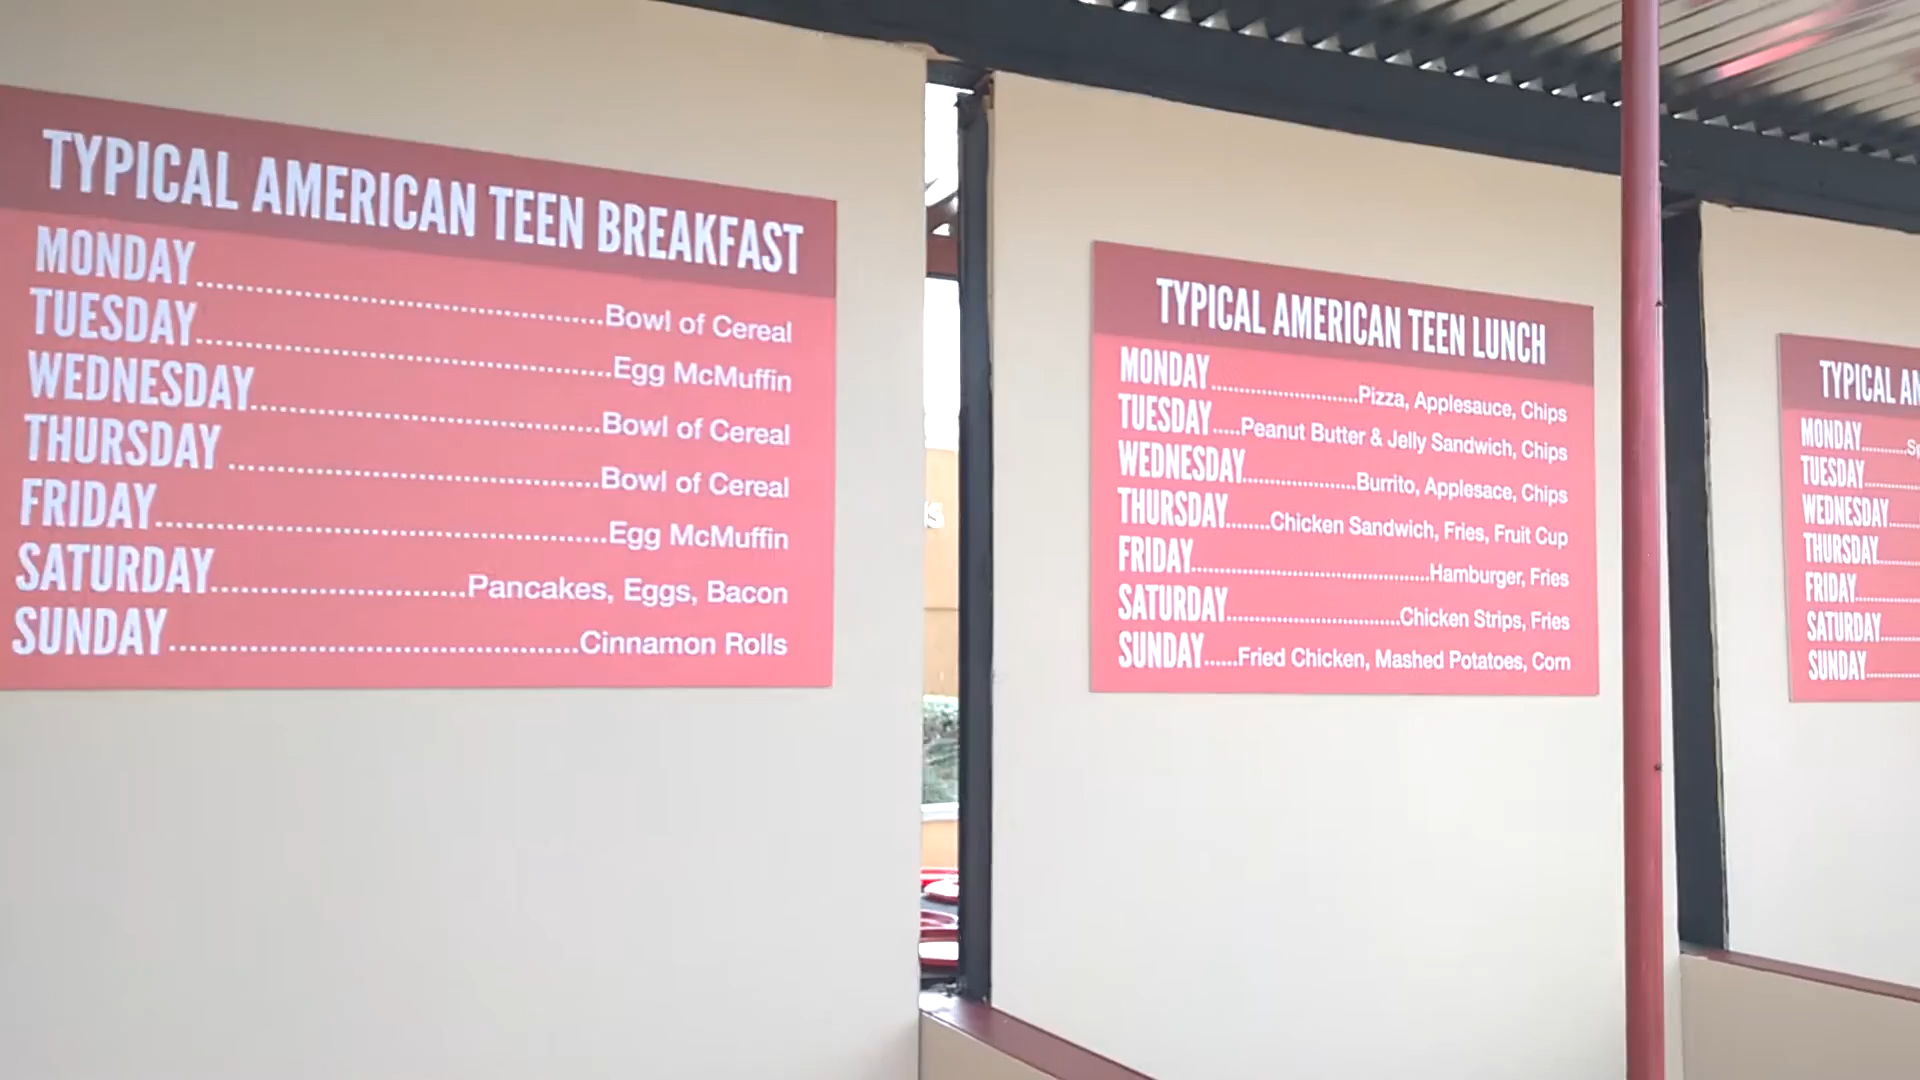 TYPICAL AMERICAN TEEN BREAKFAST
MONDAY..........Bowl of Cereal
TUESDAY..........Egg McMuffin
WEDNESDAY..........Bowl of Cereal
THURSDAY..........Bowl of Cereal
FRIDAY..........Egg McMuffin
SATURDAY..........Pancakes, Eggs, Bacon
SUNDAY..........Cinnamon Rolls
TYPICAL AMERICAN TEEN LUNCH
MONDAY..........Pizza, Applesauce, Chips
TUESDAY.....Peanut Butter & Jelly Sandwich, Chips
WEDNESDAY..........Burrito, Applesace, Chips
THURSDAY........Chicken Sandwich, Fries, Fruit Cup
FRIDAY..........Hamburger, Fries
SATURDAY..........Chicken Strips, Fries
SUNDAY......Fried Chicken, Mashed Potatoes, Corn
TYPICAL
MONDAY
TUESDAY
WEDNESDAY
THURSDAY
FRIDAY
SATURDAY
SUNDAY